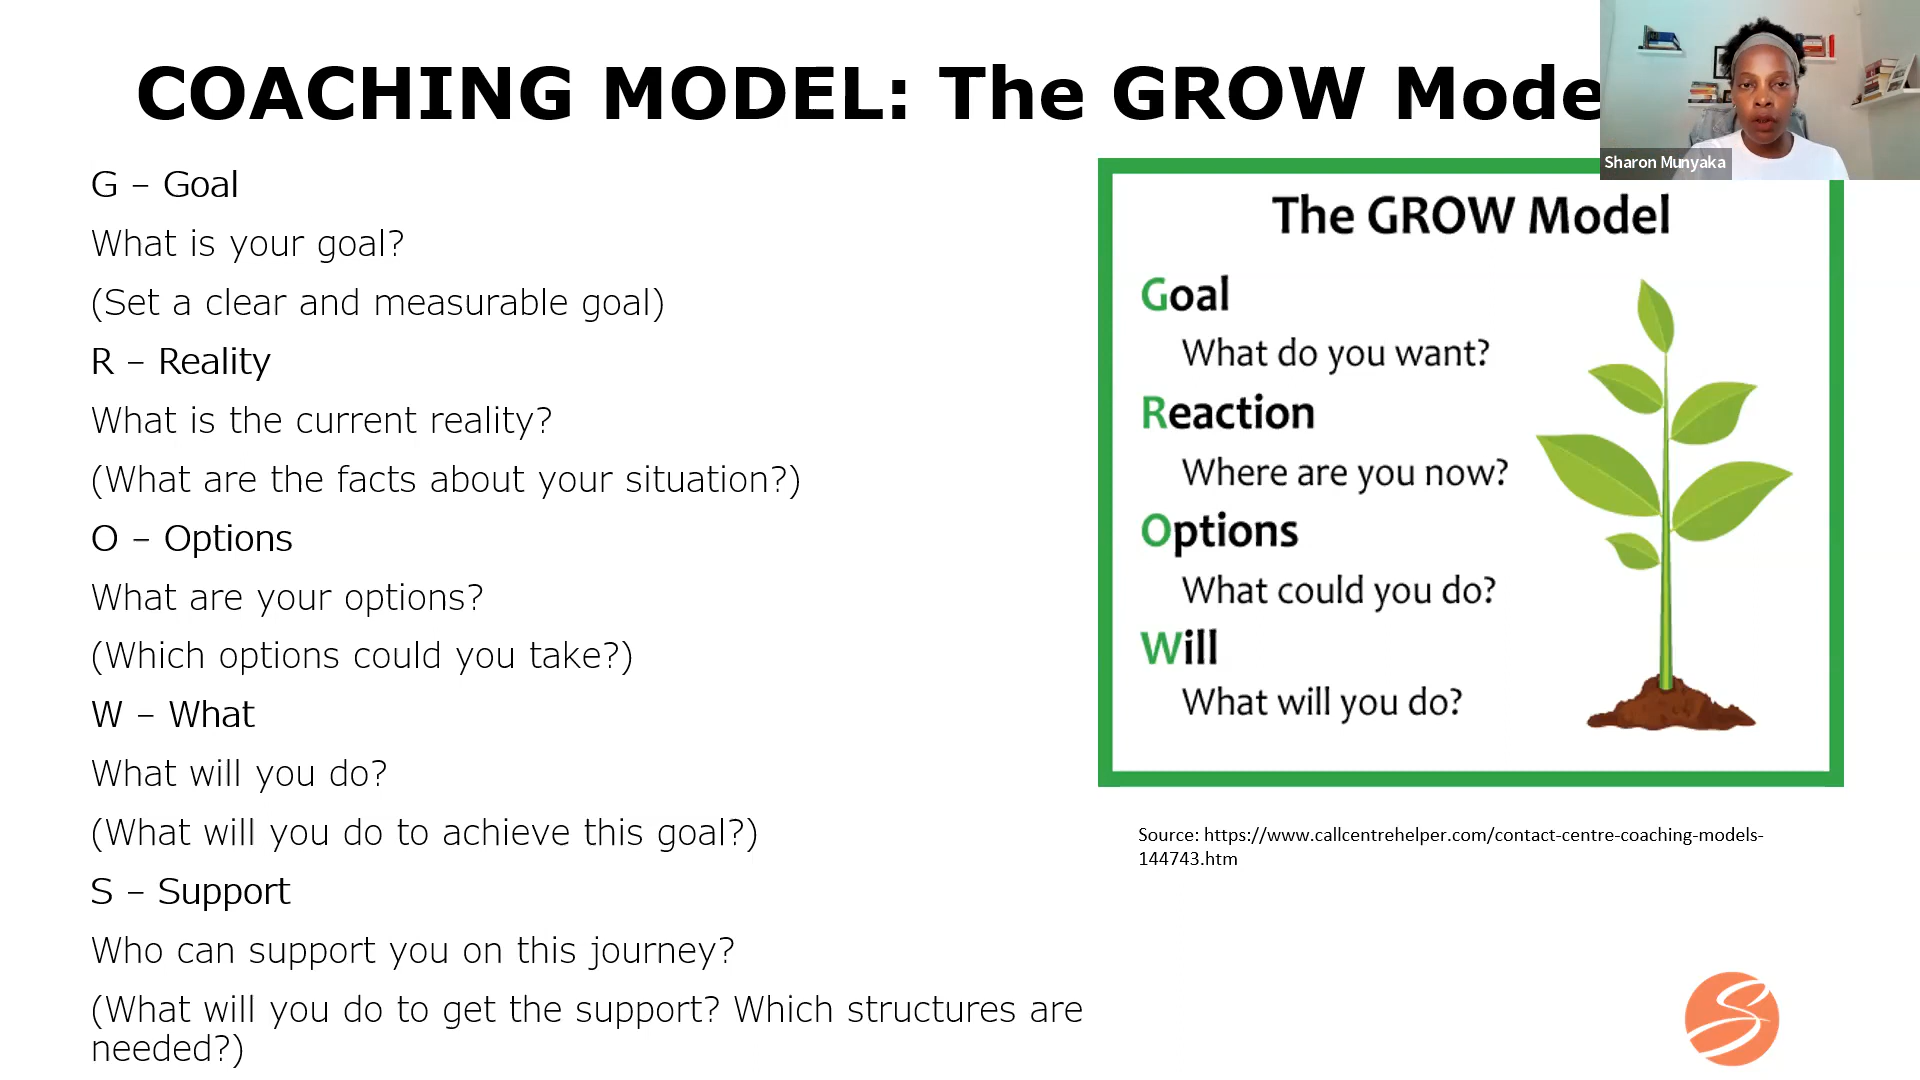 COACHING MODEL: The GROW Mode
Sharon Munyaka
G – Goal
What is your goal?
(Set a clear and measurable goal)
R – Reality
What is the current reality?
(What are the facts about your situation?)
O – Options
What are your options?
(Which options could you take?)
W – What
What will you do?
(What will you do to achieve this goal?)
S – Support
Who can support you on this journey?
(What will you do to get the support? Which structures are
needed?)
The GROW Model
Goal
What do you want?
Reaction
Where are you now?
Options
What could you do?
Will
What will you do?
Source: https://www.callcentrehelper.com/contact-centre-coaching-models-
144743.htm